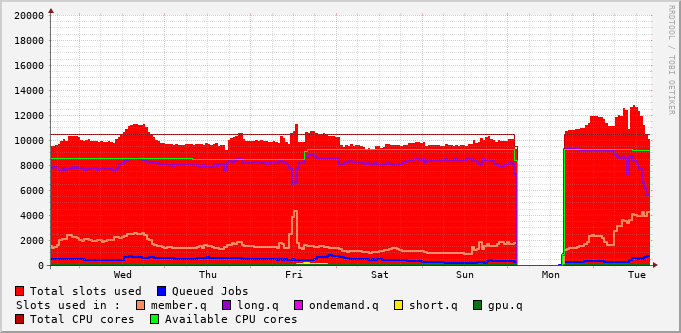 RRDTOOL / TOBI OETIKER
20000
18000
16000
14000
12000
10000
8000
6000
4000
2000
0
Wed Thu Fri Sat Sun Mon Tue
Total slots used Queued Jobs
Slots used in : member.q long.q ondemand.q short.q gpu.q
Total CPU cores Available CPU cores